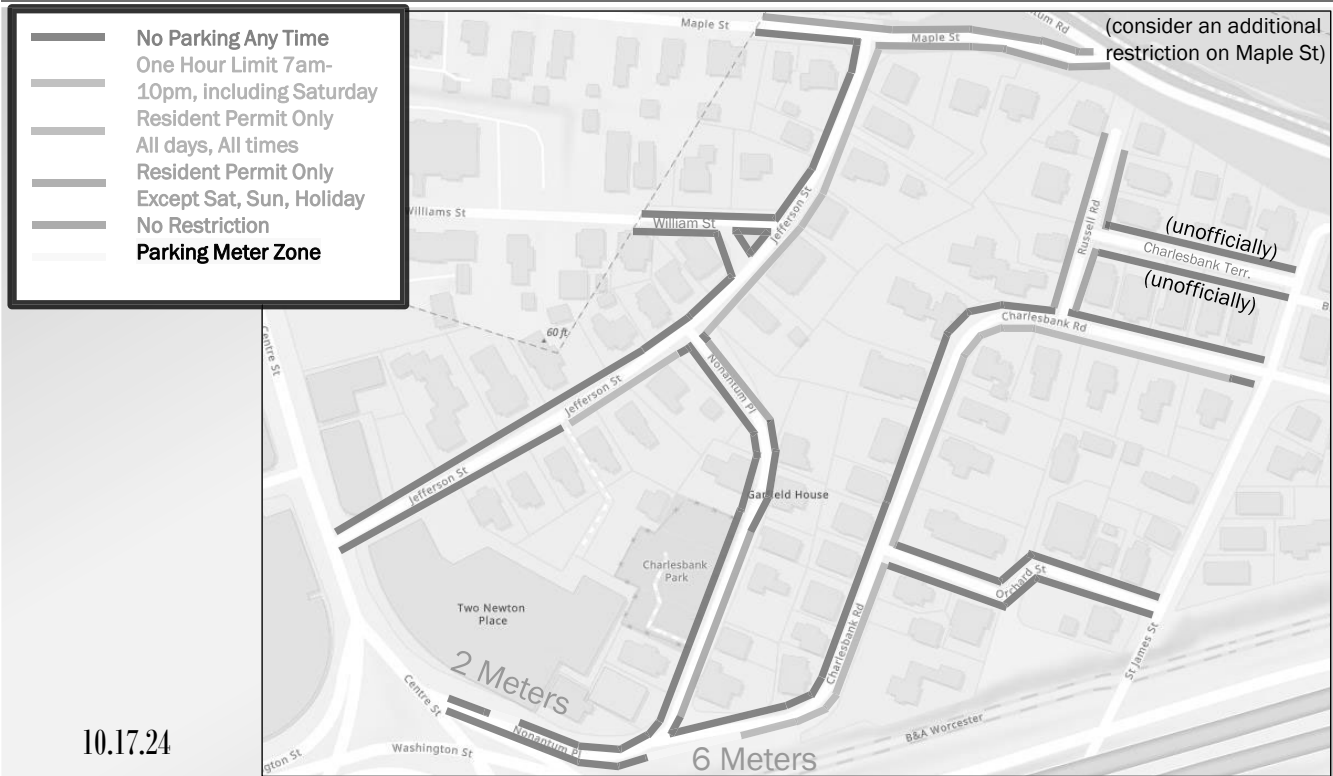 No Parking Any Time
One Hour Limit 7am-
10pm, including Saturday
Resident Permit Only
All days, All times
Resident Permit Only
Except Sat, Sun, Holiday
No Restriction
Parking Meter Zone
Maple St
Maple St
(consider an additional
restriction on Maple St)
Williams St
William St
Jefferson St
Russell Rd
(unofficially)
Charlesbank Terr.
(unofficially)
Charlesbank Rd
60 ft
Centre St
Nonantum Pl
Jefferson St
Jefferson St
Garfield House
Charlesbank
Park
Orchard St
Two Newton
Place
Charlesbank Rd
St James St
2 Meters
Centre St
Nonantum Pl
B&A Worcester
10.17.24
Washington St
6 Meters